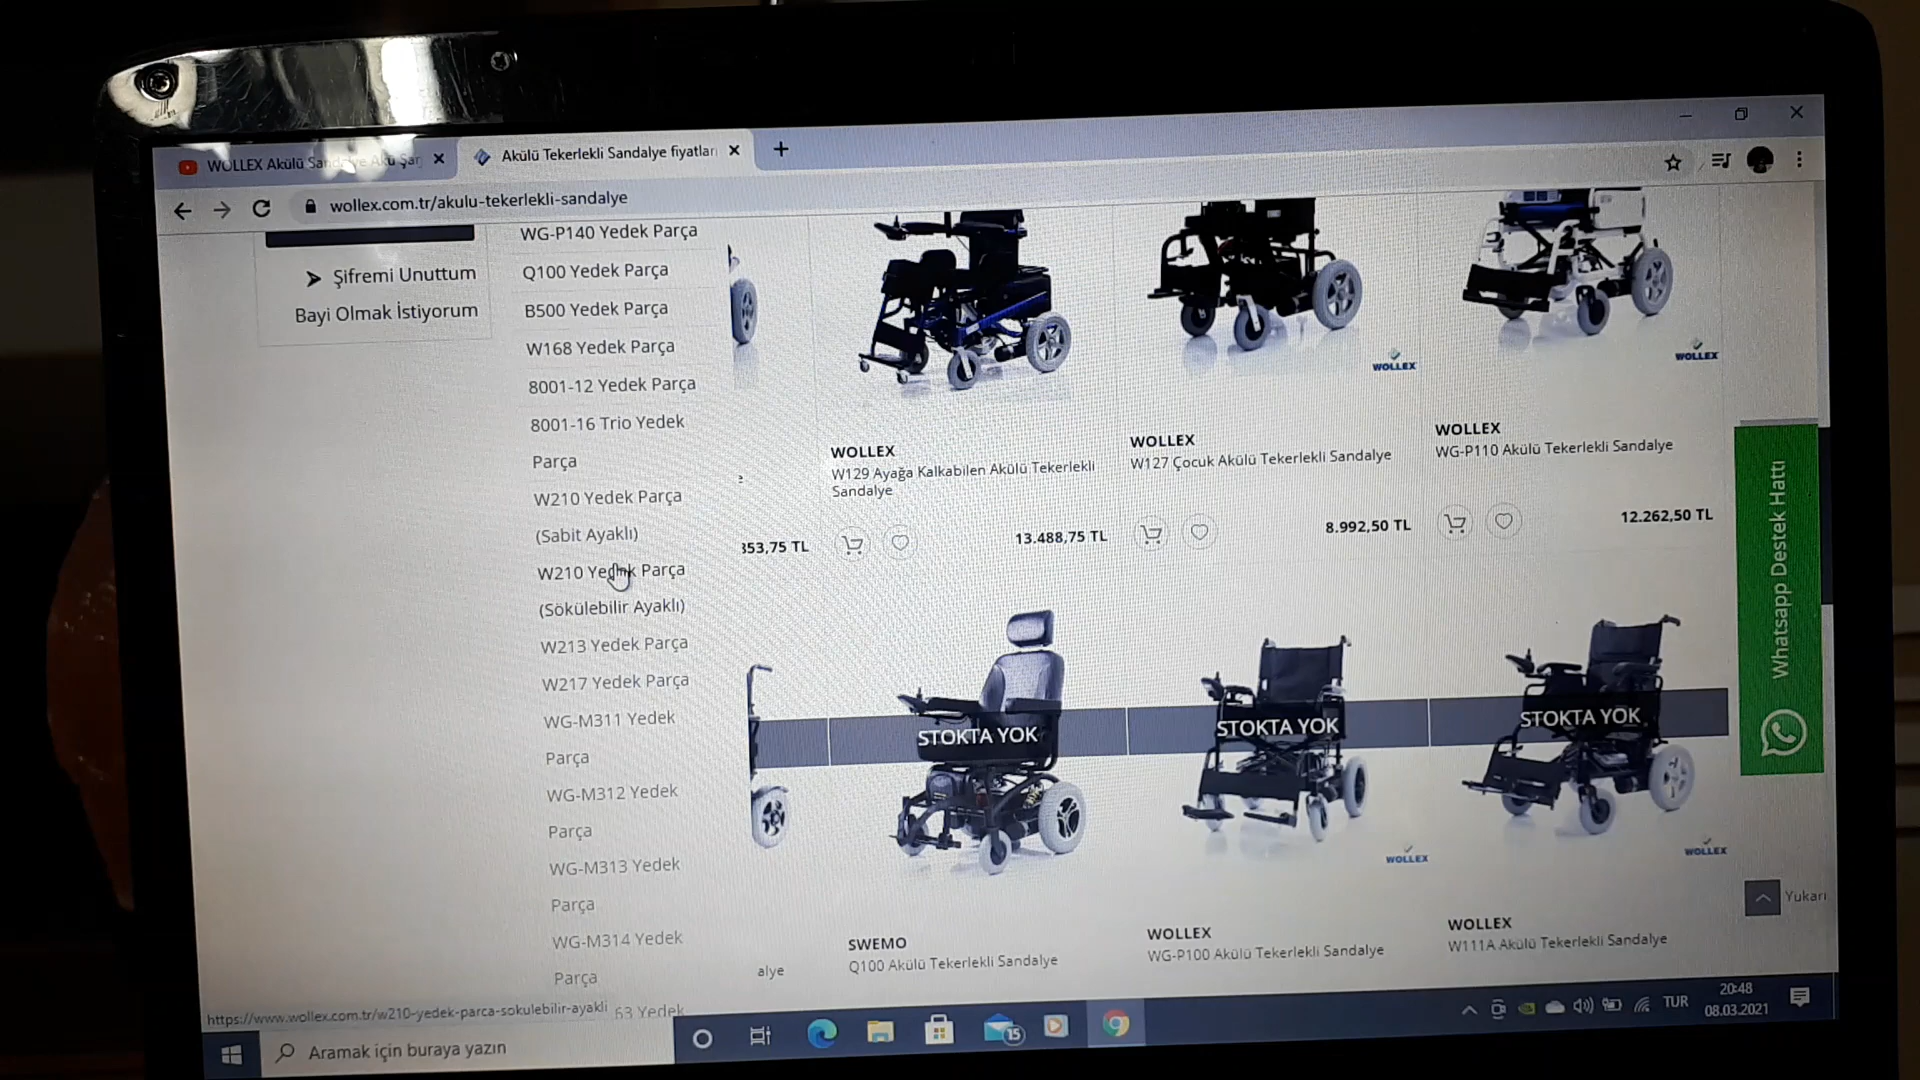 WOLLEX Akülü Sandalye Akü Şarj
Akülü Tekerlekli Sandalye fiyatları
wollex.com.tr/akulu-tekerlekli-sandalye
Şifremi Unuttum
Bayi Olmak İstiyorum
WG-P140 Yedek Parça
Q100 Yedek Parça
B500 Yedek Parça
W168 Yedek Parça
8001-12 Yedek Parça
8001-16 Trio Yedek
Parça
W210 Yedek Parça
(Sabit Ayaklı)
W210 Yedek Parça
(Sökülebilir Ayaklı)
W213 Yedek Parça
W217 Yedek Parça
WG-M311 Yedek
Parça
WG-M312 Yedek
Parça
WG-M313 Yedek
Parça
WG-M314 Yedek
Parça
63 Yedek
353,75 TL
WOLLEX
W129 Ayağa Kalkabilen Akülü Tekerlekli
Sandalye
13.488,75 TL
WOLLEX
WOLLEX
W127 Çocuk Akülü Tekerlekli Sandalye
8.992,50 TL
WOLLEX
WOLLEX
WG-P110 Akülü Tekerlekli Sandalye
12.262,50 TL
alye
STOKTA YOK
SWEMO
Q100 Akülü Tekerlekli Sandalye
STOKTA YOK
WOLLEX
WOLLEX
WG-P100 Akülü Tekerlekli Sandalye
STOKTA YOK
WOLLEX
WOLLEX
W111A Akülü Tekerlekli Sandalye
Whatsapp Destek Hattı
Yukarı
https://www.wollex.com.tr/w210-yedek-parca-sokulebilir-ayakli
Aramak için buraya yazın
15
TUR
20:48
08.03.2021